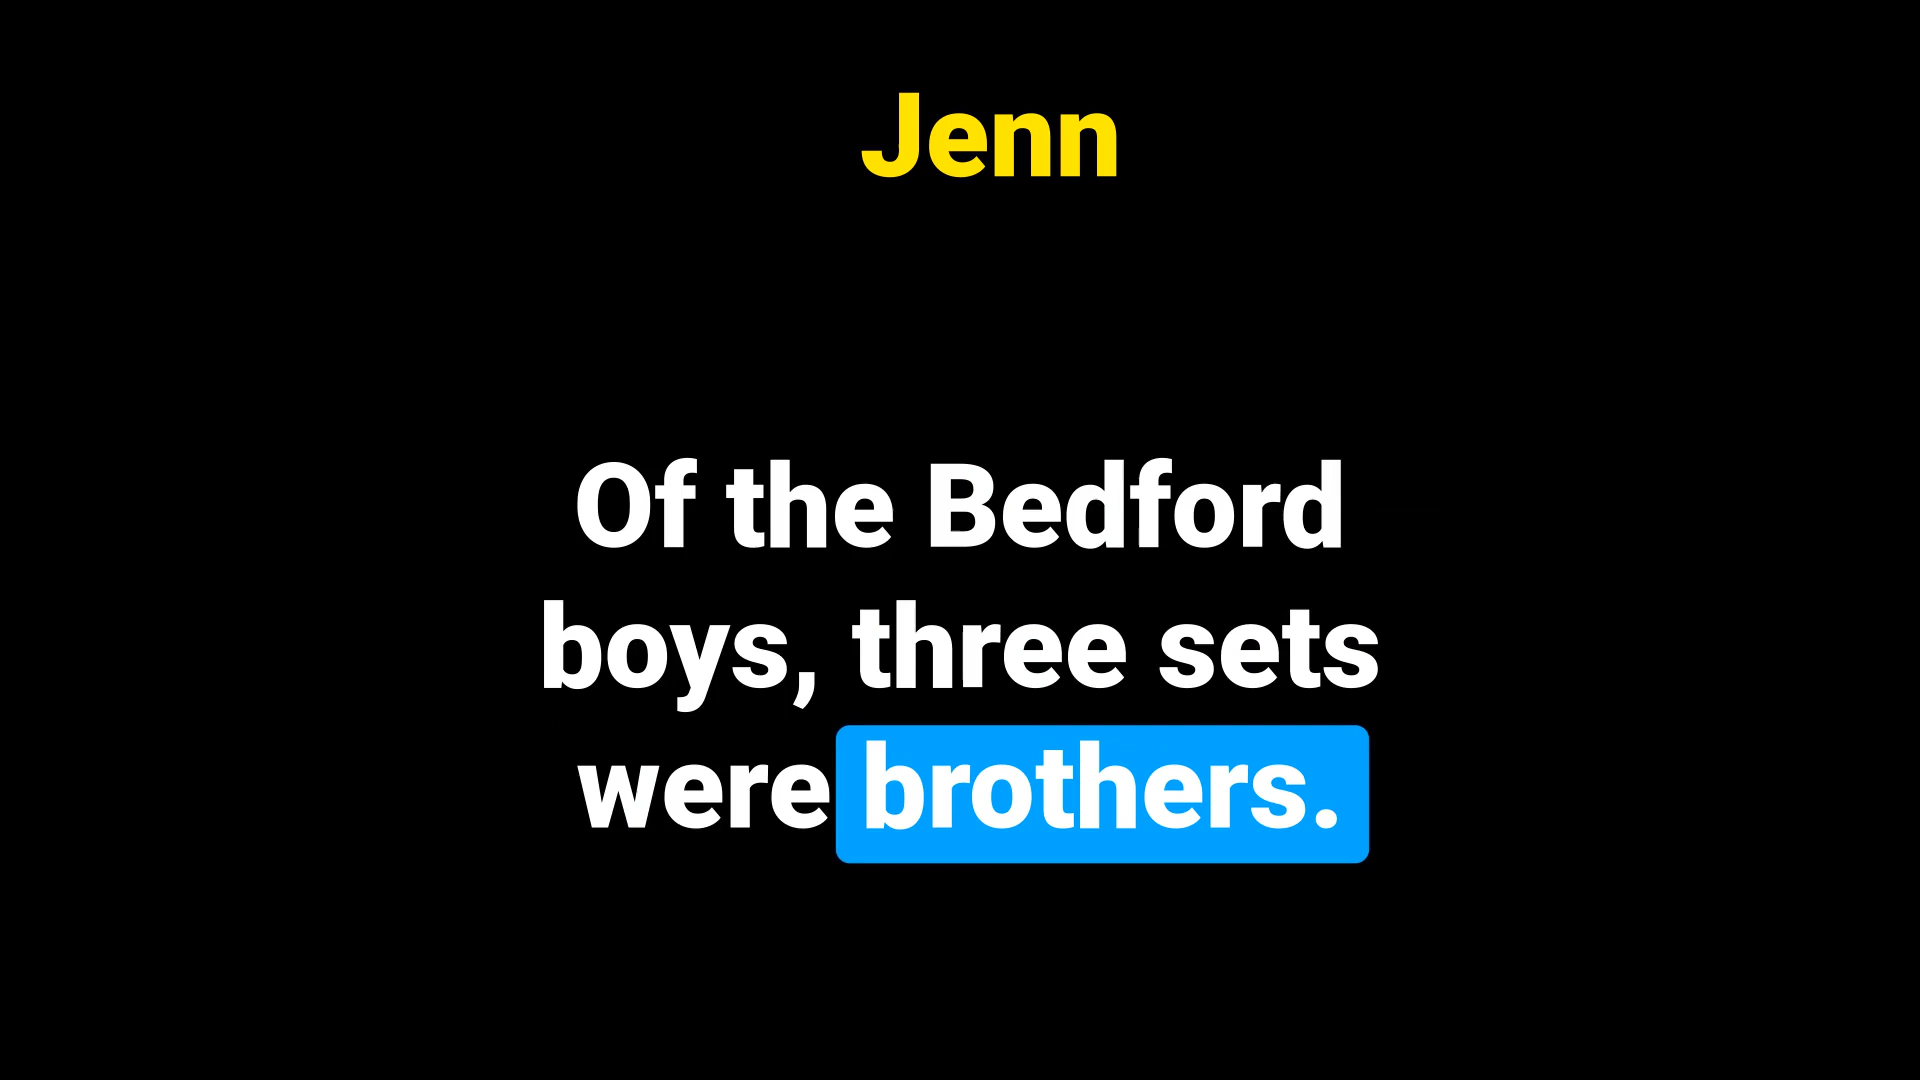 Jenn
Of the Bedford
boys, three sets
were brothers.